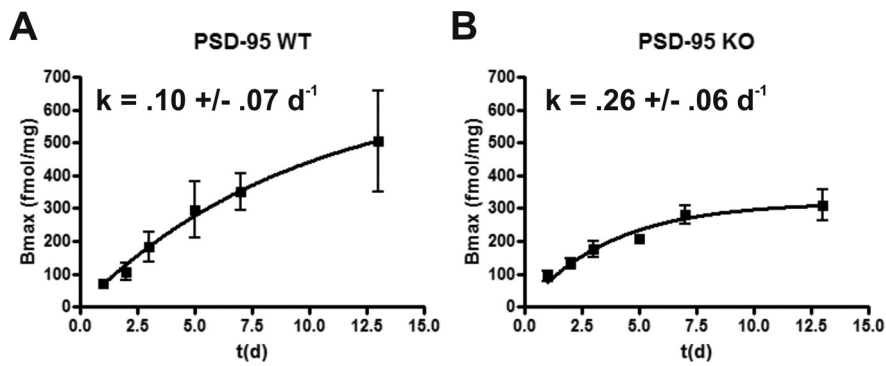 A
PSD-95 WT
k = .10 +/- .07 d-1
Bmax (fmol/mg)
700
600
500
400
300
200
100
0
0.0 2.5 5.0 7.5 10.0 12.5 15.0
t(d)
B
PSD-95 KO
k = .26 +/- .06 d-1
Bmax (fmol/mg)
700
600
500
400
300
200
100
0
0.0 2.5 5.0 7.5 10.0 12.5 15.0
t(d)